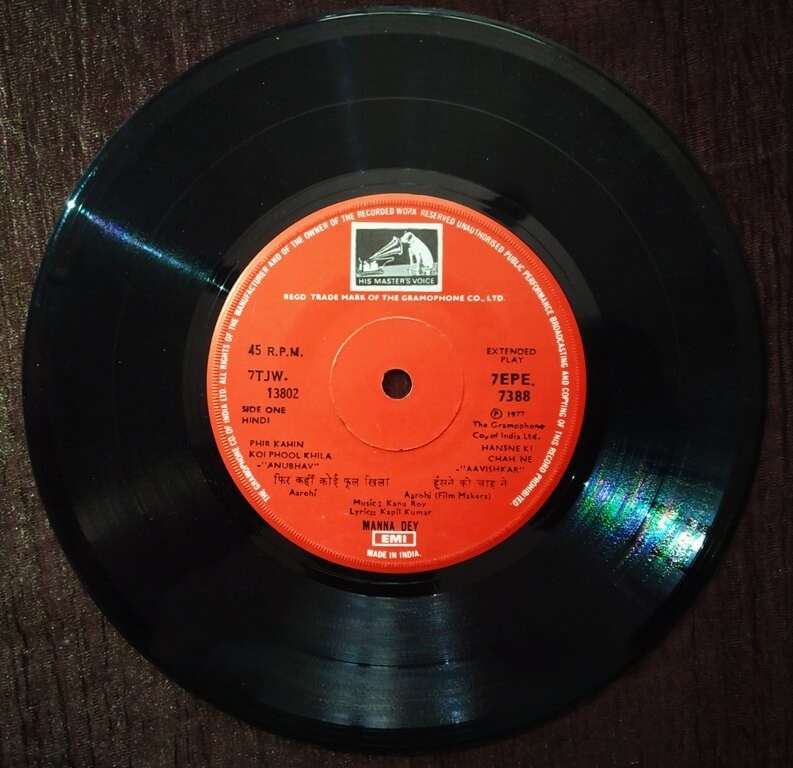 THE GRAMOPHONE CO. OF INDIA LTD. ALL RIGHTS OF THE MANUFACTURER AND OF THE OWNER OF THE RECORDED WORK RESERVED UNAUTHORISED PUBLIC PERFORMANCE BROADCASTING AND COPYING OF THIS RECORD PROHIBITED.
HIS MASTER'S VOICE
REGD TRADE MARK OF THE GRAMOPHONE CO., LTD.
45 R.P.M.
7TJW.
13802
SIDE ONE
HINDI
EXTENDED
PLAY
7EPE.
7388
Ⓟ 1977
The Gramophone
Co., of India Ltd.
PHIR KAHIN
KOI PHOOL KHILA
-"ANUBHAV"
फिर कहीं कोई फूल खिला
Aarohi
HANSNE KI
CHAH NE
-"AAVISHKAR"
हँसने की चाह ने
Aarohi (Film Makers)
Music: Kanu Roy
Lyrics: Kapil Kumar
MANNA DEY
EMI
MADE IN INDIA.